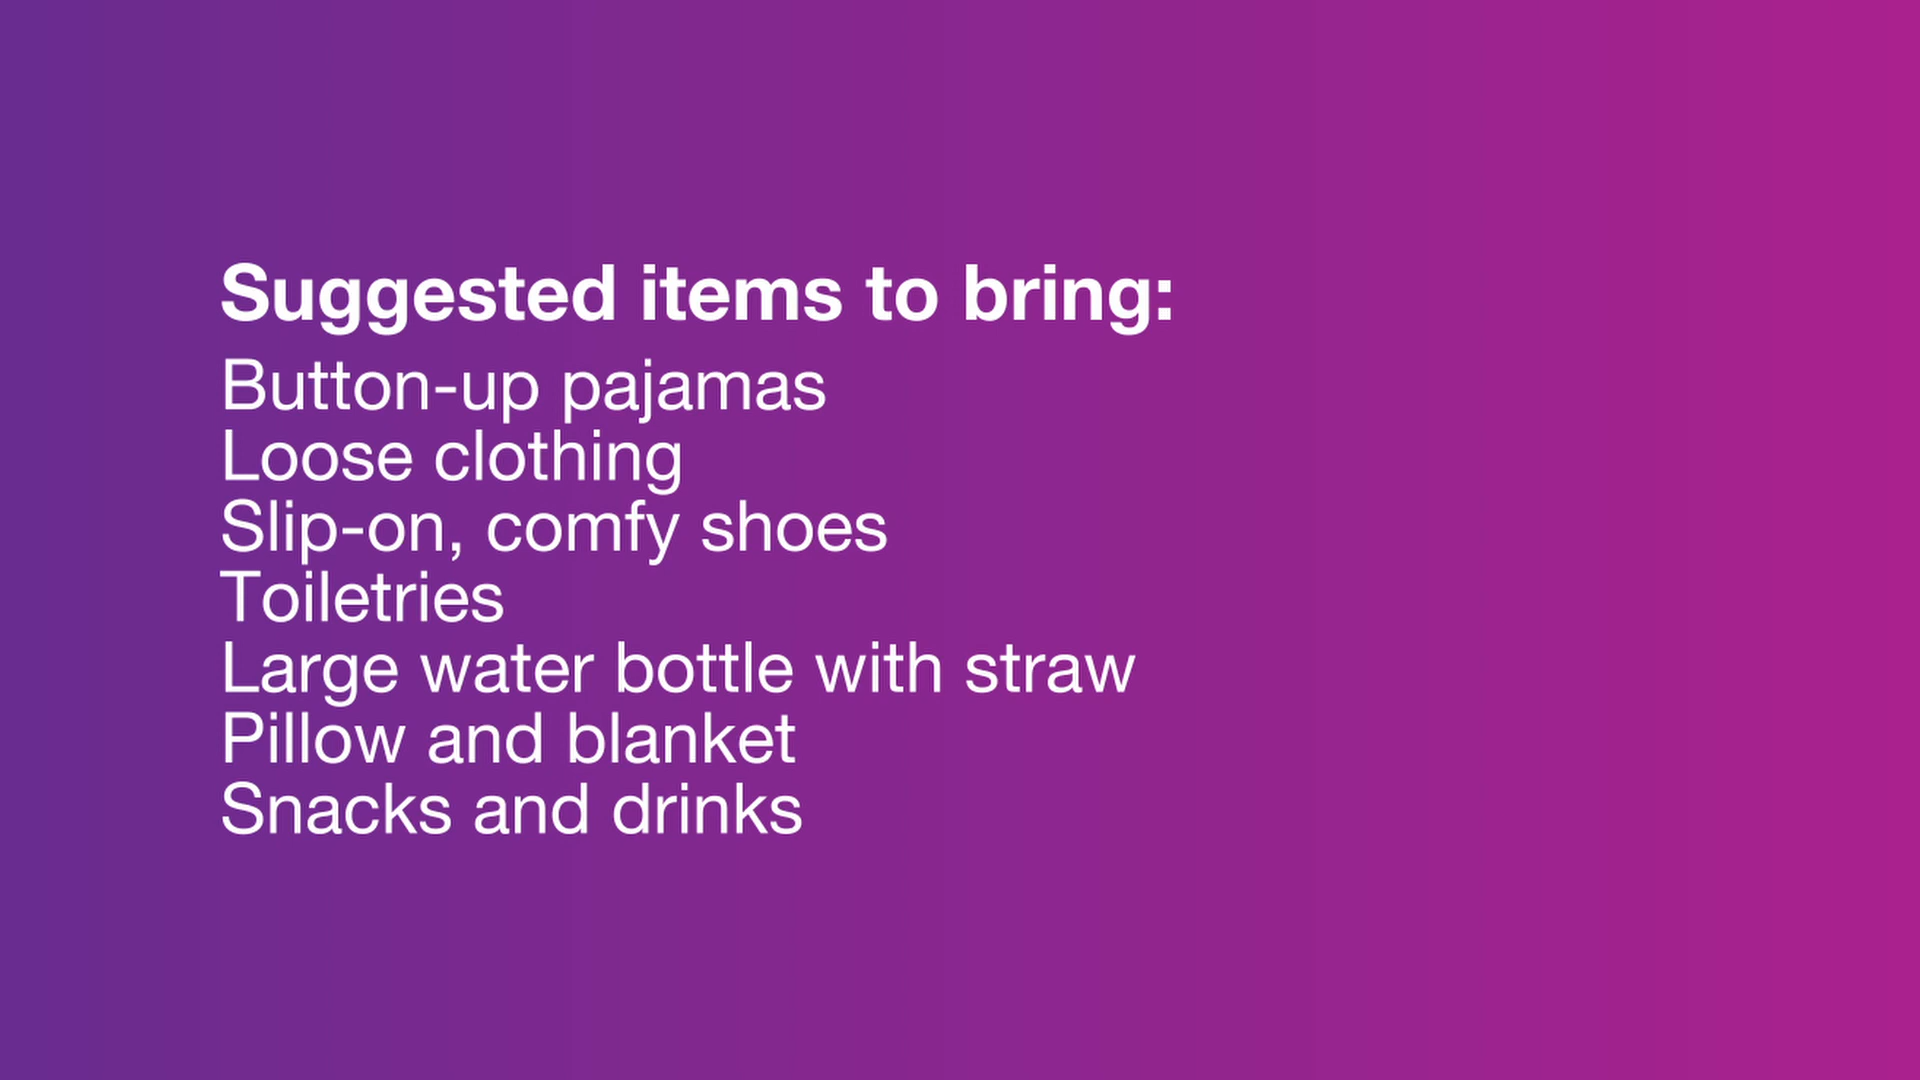 Suggested items to bring:
Button-up pajamas
Loose clothing
Slip-on, comfy shoes
Toiletries
Large water bottle with straw
Pillow and blanket
Snacks and drinks